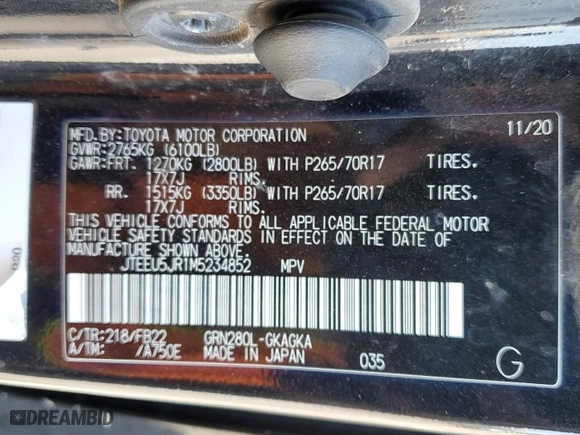 MFD.BY:TOYOTA MOTOR CORPORATION 11/20
GVWR:2765KG (6100LB)
GAWR:FRT. 1270KG (2800LB) WITH P265/70R17 TIRES.
17X7J RIMS.
RR. 1515KG (3350LB) WITH P265/70R17 TIRES.
17X7J RIMS.
THIS VEHICLE CONFORMS TO ALL APPLICABLE FEDERAL MOTOR
VEHICLE SAFETY STANDARDS IN EFFECT ON THE DATE OF
MANUFACTURE SHOWN ABOVE.
JTEEU5JR1M5234852 MPV
C/TR:218/FB22 GRN280L-GKAGKA
A/TM: /A750E MADE IN JAPAN 035 G
DREAMBID